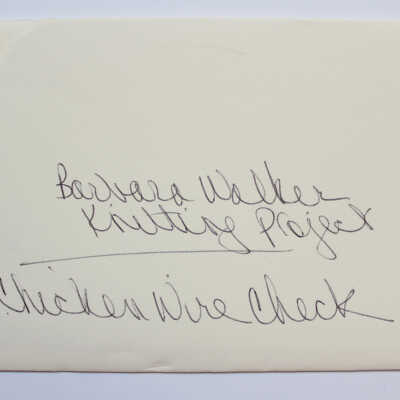 Barbara Walker
Knitting Project
Chicken Wire Check